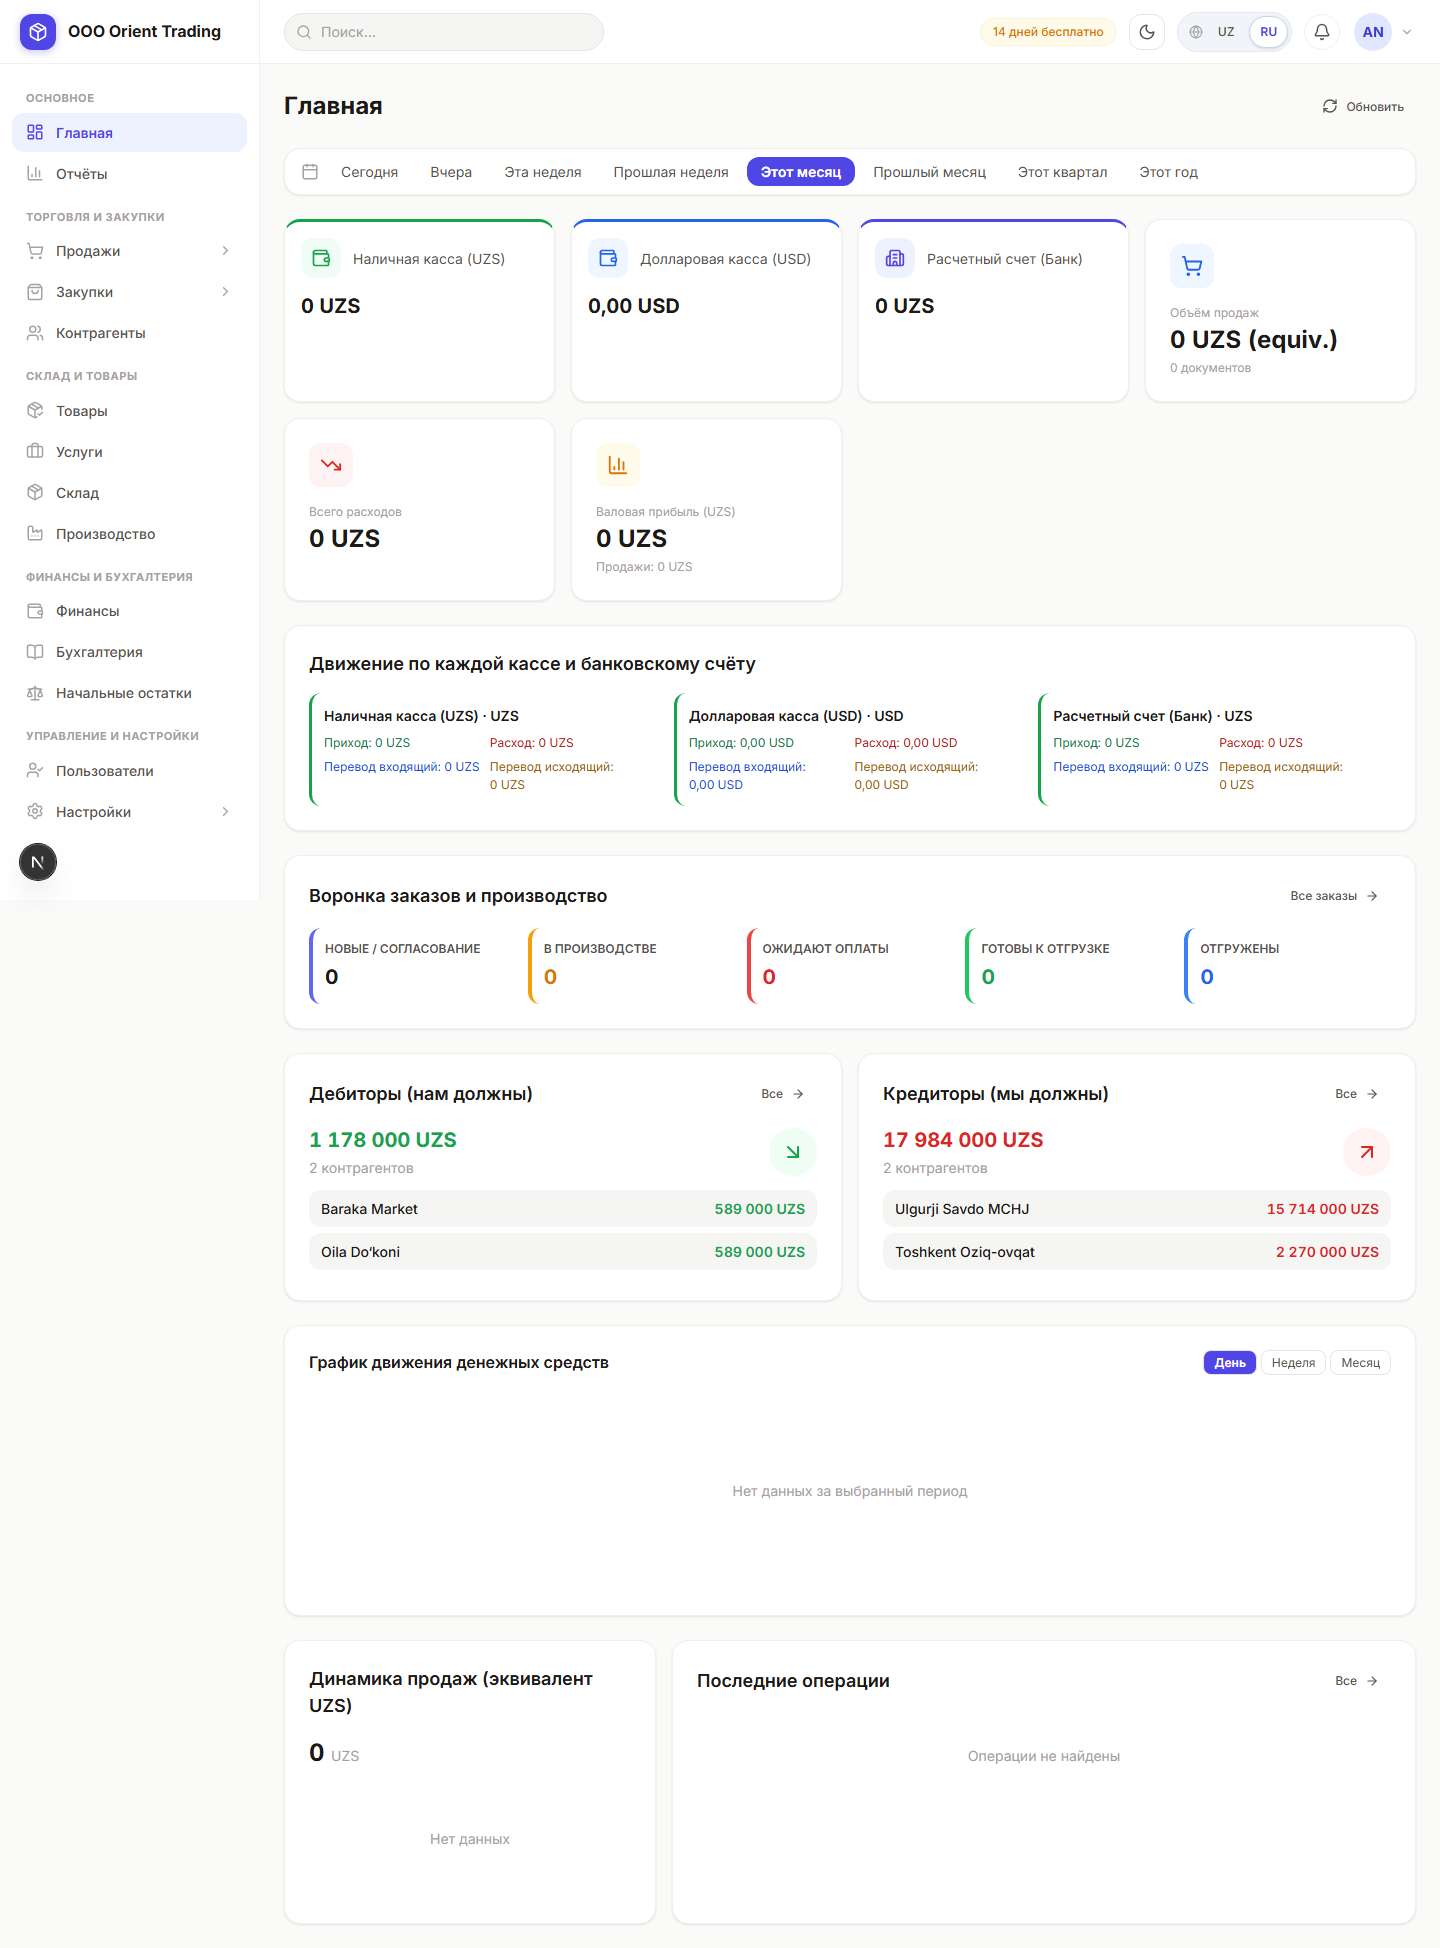 OOO Orient Trading
Поиск...
14 дней бесплатно
UZ
RU
AN
ОСНОВНОЕ
Главная
Отчёты
ТОРГОВЛЯ И ЗАКУПКИ
Продажи
Закупки
Контрагенты
СКЛАД И ТОВАРЫ
Товары
Услуги
Склад
Производство
ФИНАНСЫ И БУХГАЛТЕРИЯ
Финансы
Бухгалтерия
Начальные остатки
УПРАВЛЕНИЕ И НАСТРОЙКИ
Пользователи
Настройки
N
Главная
Обновить
Сегодня Вчера Эта неделя Прошлая неделя Этот месяц Прошлый месяц Этот квартал Этот год
Наличная касса (UZS)
0 UZS
Долларовая касса (USD)
0,00 USD
Расчетный счет (Банк)
0 UZS
Объём продаж
0 UZS (equiv.)
0 документов
Всего расходов
0 UZS
Валовая прибыль (UZS)
0 UZS
Продажи: 0 UZS
Движение по каждой кассе и банковскому счёту
Наличная касса (UZS) · UZS
Приход: 0 UZS
Расход: 0 UZS
Перевод входящий: 0 UZS
Перевод исходящий:
0 UZS
Долларовая касса (USD) · USD
Приход: 0,00 USD
Расход: 0,00 USD
Перевод входящий:
0,00 USD
Перевод исходящий:
0,00 USD
Расчетный счет (Банк) · UZS
Приход: 0 UZS
Расход: 0 UZS
Перевод входящий: 0 UZS
Перевод исходящий:
0 UZS
Воронка заказов и производство
Все заказы
НОВЫЕ / СОГЛАСОВАНИЕ
0
В ПРОИЗВОДСТВЕ
0
ОЖИДАЮТ ОПЛАТЫ
0
ГОТОВЫ К ОТГРУЗКЕ
0
ОТГРУЖЕНЫ
0
Дебиторы (нам должны)
Все
1 178 000 UZS
2 контрагентов
Baraka Market 589 000 UZS
Oila Do'koni 589 000 UZS
Кредиторы (мы должны)
Все
17 984 000 UZS
2 контрагентов
Ulgurji Savdo MCHJ 15 714 000 UZS
Toshkent Oziq-ovqat 2 270 000 UZS
График движения денежных средств
День Неделя Месяц
Нет данных за выбранный период
Динамика продаж (эквивалент
UZS)
0 UZS
Нет данных
Последние операции
Все
Операции не найдены